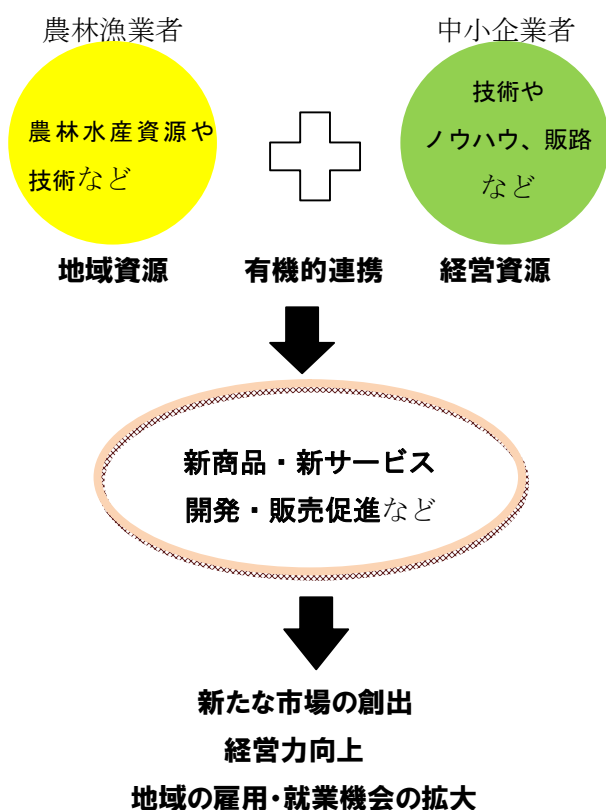 農林漁業者
中小企業者
農林水産資源や
技術など
技術や
ノウハウ、販路
など
地域資源
有機的連携
経営資源
新商品・新サービス
開発・販売促進など
新たな市場の創出
経営力向上
地域の雇用・就業機会の拡大